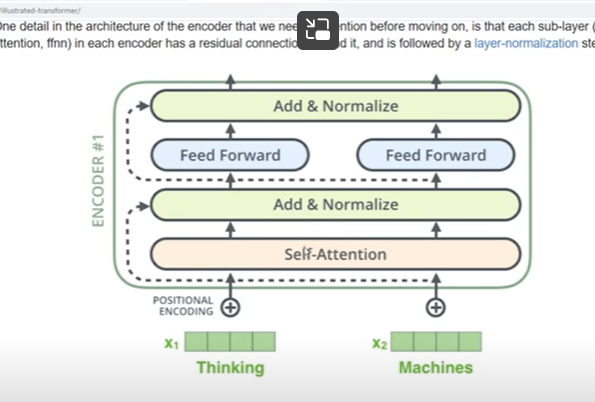 illustrated-transformer/
One detail in the architecture of the encoder that we nee ntion before moving on, is that each sub-layer (
ttention, ffnn) in each encoder has a residual connectio d it, and is followed by a layer-normalization ste
Add & Normalize
Feed Forward Feed Forward
ENCODER #1
Add & Normalize
Self-Attention
POSITIONAL
ENCODING
X1 X2
Thinking Machines